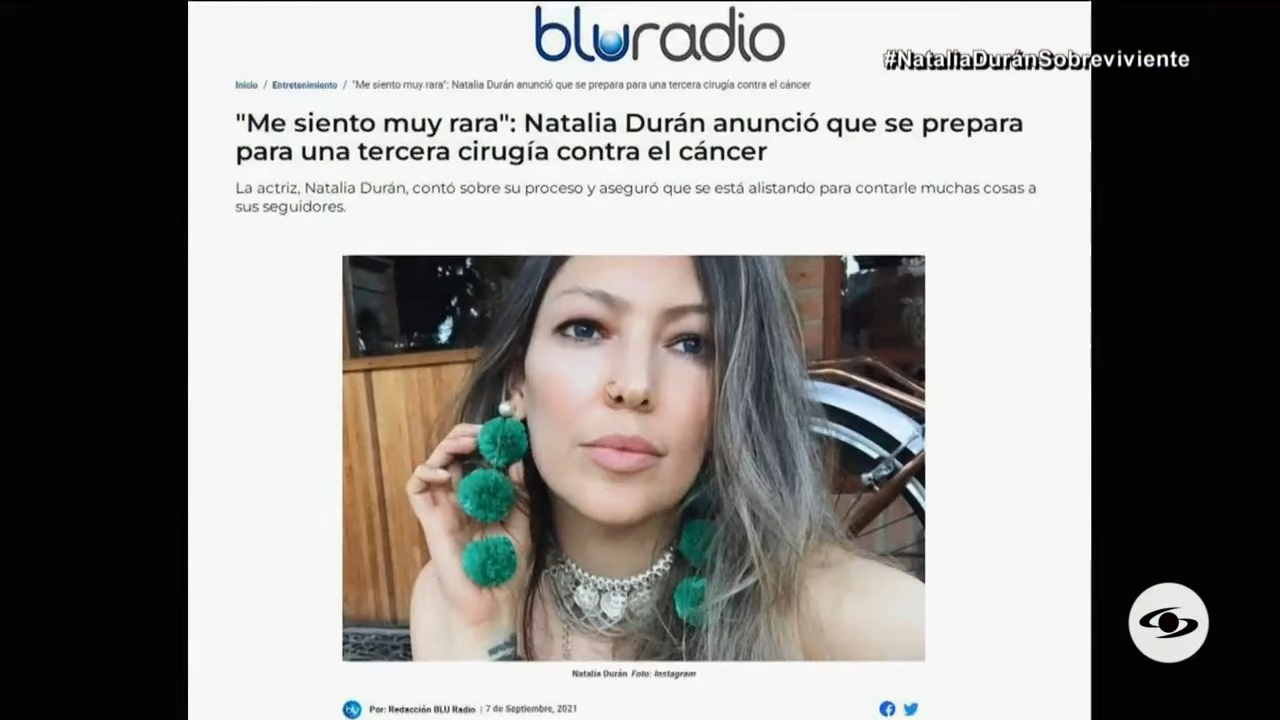 bluradio
#NataliaDuránSobreviviente
Inicio / Entretenimiento / "Me siento muy rara": Natalia Durán anunció que se prepara para una tercera cirugía contra el cáncer
"Me siento muy rara": Natalia Durán anunció que se prepara
para una tercera cirugía contra el cáncer
La actriz, Natalia Durán, contó sobre su proceso y aseguró que se está alistando para contarle muchas cosas a
sus seguidores.
Natalia Durán Foto: Instagram
blu Por: Redacción BLU Radio | 7 de Septiembre, 2021